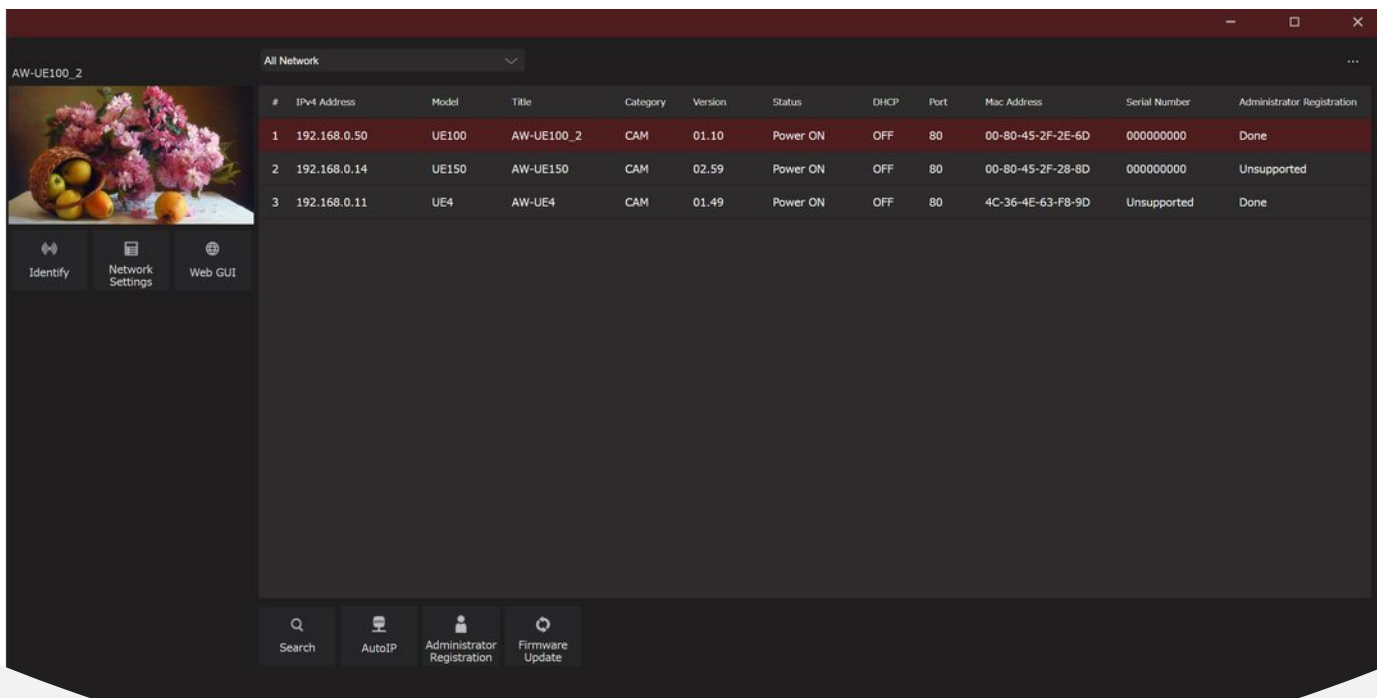 AW-UE100_2
All Network
...
# IPv4 Address Model Title Category Version Status DHCP Port Mac Address Serial Number Administrator Registration
1 192.168.0.50 UE100 AW-UE100_2 CAM 01.10 Power ON OFF 80 00-80-45-2F-2E-6D 000000000 Done
2 192.168.0.14 UE150 AW-UE150 CAM 02.59 Power ON OFF 80 00-80-45-2F-28-8D 000000000 Unsupported
3 192.168.0.11 UE4 AW-UE4 CAM 01.49 Power ON OFF 80 4C-36-4E-63-F8-9D Unsupported Done
Identify
Network
Settings
Web GUI
Search
AutoIP
Administrator
Registration
Firmware
Update